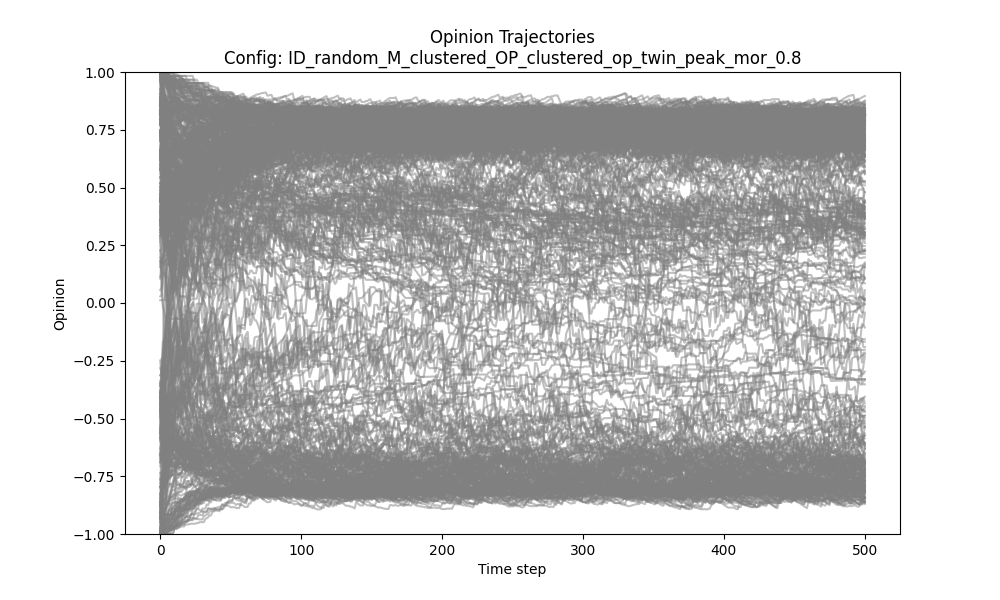 Opinion Trajectories
Config: ID_random_M_clustered_OP_clustered_op_twin_peak_mor_0.8
1.00
0.75
0.50
0.25
0.00
−0.25
−0.50
−0.75
−1.00
Opinion
0 100 200 300 400 500
Time step